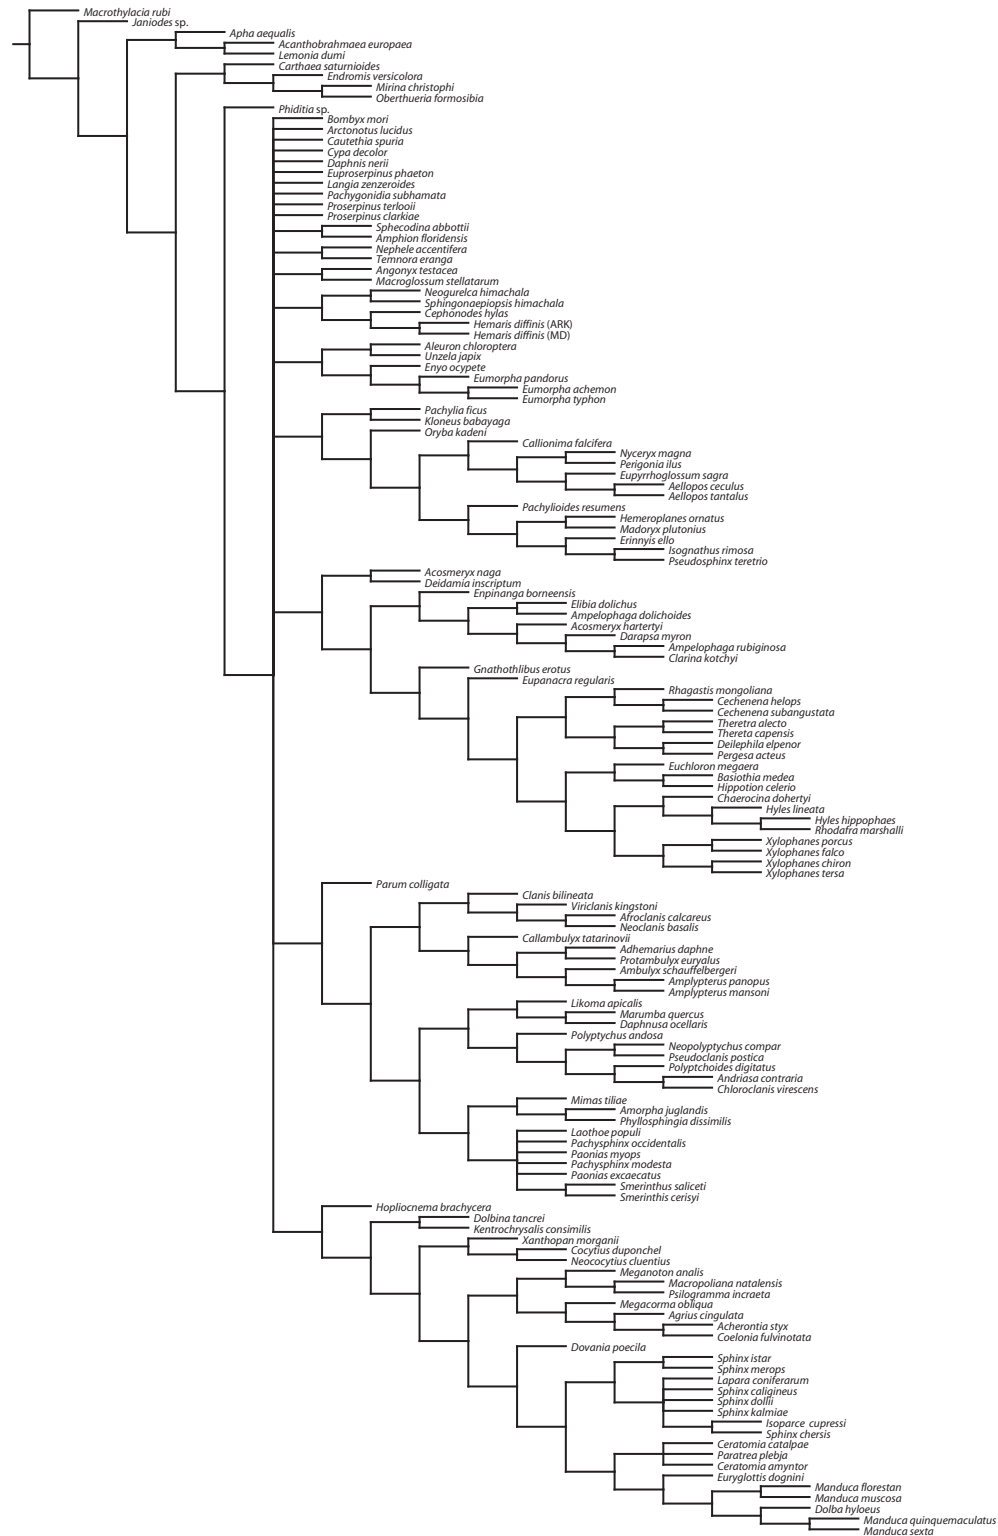 Macrothylacia rubi
Janiodes sp.
Apha aequalis
Acanthobrahmaea europaea
Lemonia dumi
Carthaea saturnioides
Endromis versicolora
Mirina christophi
Oberthueria formosibia
Phiditia sp.
Bombyx mori
Arctonotus lucidus
Cautethia spuria
Cypa decolor
Daphnis nerii
Euproserpinus phaeton
Langia zenzeroides
Pachygonidia subhamata
Proserpinus terlooii
Proserpinus clarkiae
Sphecodina abbottii
Amphion floridensis
Nephele accentifera
Temnora eranga
Angonyx testacea
Macroglossum stellatarum
Neogurelca himachala
Sphingonaepiopsis himachala
Cephonodes hylas
Hemaris diffinis (ARK)
Hemaris diffinis (MD)
Aleuron chloroptera
Unzela japix
Enyo ocypete
Eumorpha pandorus
Eumorpha achemon
Eumorpha typhon
Pachylia ficus
Kloneus babayaga
Oryba kadeni
Callionima falcifera
Nyceryx magna
Perigonia ilus
Eupyrrhoglossum sagra
Aellopos ceculus
Aellopos tantalus
Pachylioides resumens
Hemeroplanes ornatus
Madoryx plutonius
Erinnyis ello
Isognathus rimosa
Pseudosphinx teretrio
Acosmeryx naga
Deidamia inscriptum
Enpinanga borneensis
Elibia dolichus
Ampelophaga dolichoides
Acosmeryx hartertyi
Darapsa myron
Ampelophaga rubiginosa
Clarina kotchyi
Gnathothlibus erotus
Eupanacra regularis
Rhagastis mongoliana
Cechenena helops
Cechenena subangustata
Theretra alecto
Thereta capensis
Deilephila elpenor
Pergesa acteus
Euchloron megaera
Basiothia medea
Hippotion celerio
Chaerocina dohertyi
Hyles lineata
Hyles hippophaes
Rhodafra marshalli
Xylophanes porcus
Xylophanes falco
Xylophanes chiron
Xylophanes tersa
Parum colligata
Clanis bilineata
Viriclanis kingstoni
Afroclanis calcareus
Neoclanis basalis
Callambulyx tatarinovii
Adhemarius daphne
Protambulyx euryalus
Ambulyx schauffelbergeri
Amplypterus panopus
Amplypterus mansoni
Likoma apicalis
Marumba quercus
Daphnusa ocellaris
Polyptychus andosa
Neopolyptychus compar
Pseudoclanis postica
Polyptchoides digitatus
Andriasa contraria
Chloroclanis virescens
Mimas tiliae
Amorpha juglandis
Phyllosphingia dissimilis
Laothoe populi
Pachysphinx occidentalis
Paonias myops
Pachysphinx modesta
Paonias excaecatus
Smerinthus saliceti
Smerinthis cerisyi
Hopliocnema brachycera
Dolbina tancrei
Kentrochrysalis consimilis
Xanthopan morganii
Cocytius duponchel
Neococytius cluentius
Meganoton analis
Macropoliana natalensis
Psilogramma increta
Megacorma obliqua
Agrius cingulata
Acherontia styx
Coelonia fulvinotata
Dovania poecila
Sphinx istar
Sphinx merops
Lapara coniferarum
Sphinx caligineus
Sphinx dollii
Sphinx kalmiae
Isoparce cupressi
Sphinx chersis
Ceratomia catalpae
Paratrea plebja
Ceratomia amyntor
Euryglottis dognini
Manduca florestan
Manduca muscosa
Dolba hyloeus
Manduca quinquemaculatus
Manduca sexta